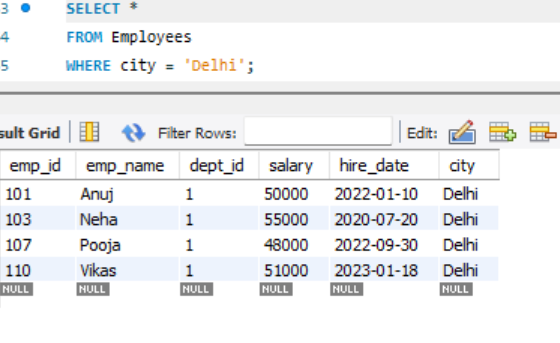 3 SELECT *
4 FROM Employees
5 WHERE city = 'Delhi';
sult Grid Filter Rows: Edit:
emp_id emp_name dept_id salary hire_date city
101 Anuj 1 50000 2022-01-10 Delhi
103 Neha 1 55000 2020-07-20 Delhi
107 Pooja 1 48000 2022-09-30 Delhi
110 Vikas 1 51000 2023-01-18 Delhi
NULL NULL NULL NULL NULL NULL